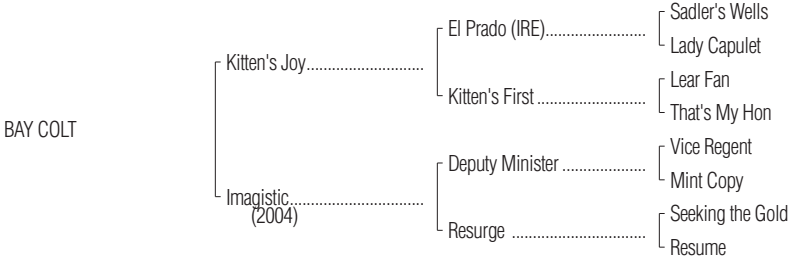 Sadler's Wells
El Prado (IRE)........................
Lady Capulet
Kitten's Joy............................
Lear Fan
Kitten's First ..........................
That's My Hon
BAY COLT
Vice Regent
Deputy Minister ....................
Mint Copy
Imagistic................................
(2004)
Seeking the Gold
Resurge ................................
Resume